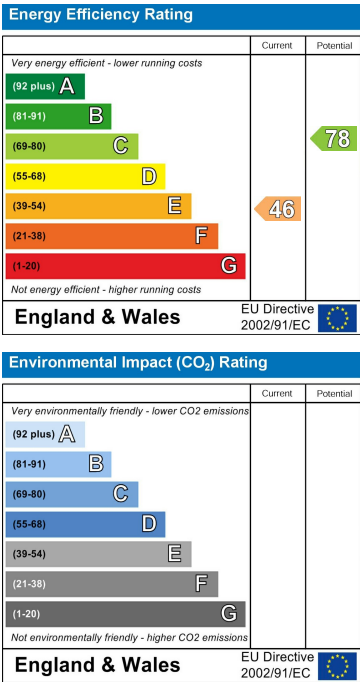 Energy Efficiency Rating
Current Potential
Very energy efficient - lower running costs
(92 plus) A
(81-91) B
(69-80) C
78
(55-68) D
(39-54) E
46
(21-38) F
(1-20) G
Not energy efficient - higher running costs
England & Wales
EU Directive
2002/91/EC
Environmental Impact (CO₂) Rating
Current Potential
Very environmentally friendly - lower CO2 emissions
(92 plus) A
(81-91) B
(69-80) C
(55-68) D
(39-54) E
(21-38) F
(1-20) G
Not environmentally friendly - higher CO2 emissions
England & Wales
EU Directive
2002/91/EC